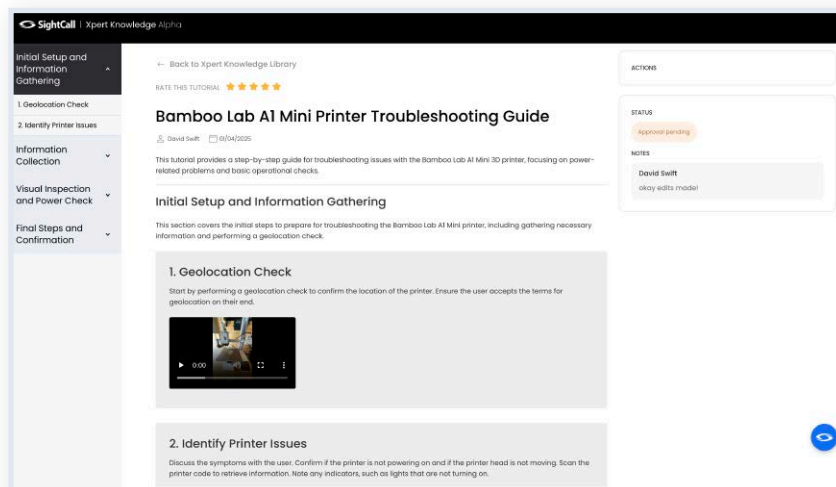 SightCall | Xpert Knowledge Alpha
Initial Setup and
Information
Gathering
1. Geolocation Check
2. Identify Printer Issues
Information
Collection
Visual Inspection
and Power Check
Final Steps and
Confirmation
← Back to Xpert Knowledge Library
RATE THIS TUTORIAL
Bamboo Lab A1 Mini Printer Troubleshooting Guide
David Swift 01/04/2025
This tutorial provides a step-by-step guide for troubleshooting issues with the Bamboo Lab A1 Mini 3D printer, focusing on power-
related problems and basic operational checks.
Initial Setup and Information Gathering
This section covers the initial steps to prepare for troubleshooting the Bamboo Lab A1 Mini printer, including gathering necessary
information and performing a geolocation check.
1. Geolocation Check
Start by performing a geolocation check to confirm the location of the printer. Ensure the user accepts the terms for
geolocation on their end.
0:00
2. Identify Printer Issues
Discuss the symptoms with the user. Confirm if the printer is not powering on and if the printer head is not moving. Scan the
printer code to retrieve information. Note any indicators, such as lights that are not turning on.
ACTIONS
STATUS
Approval pending
NOTES
David Swift
okay edits made!